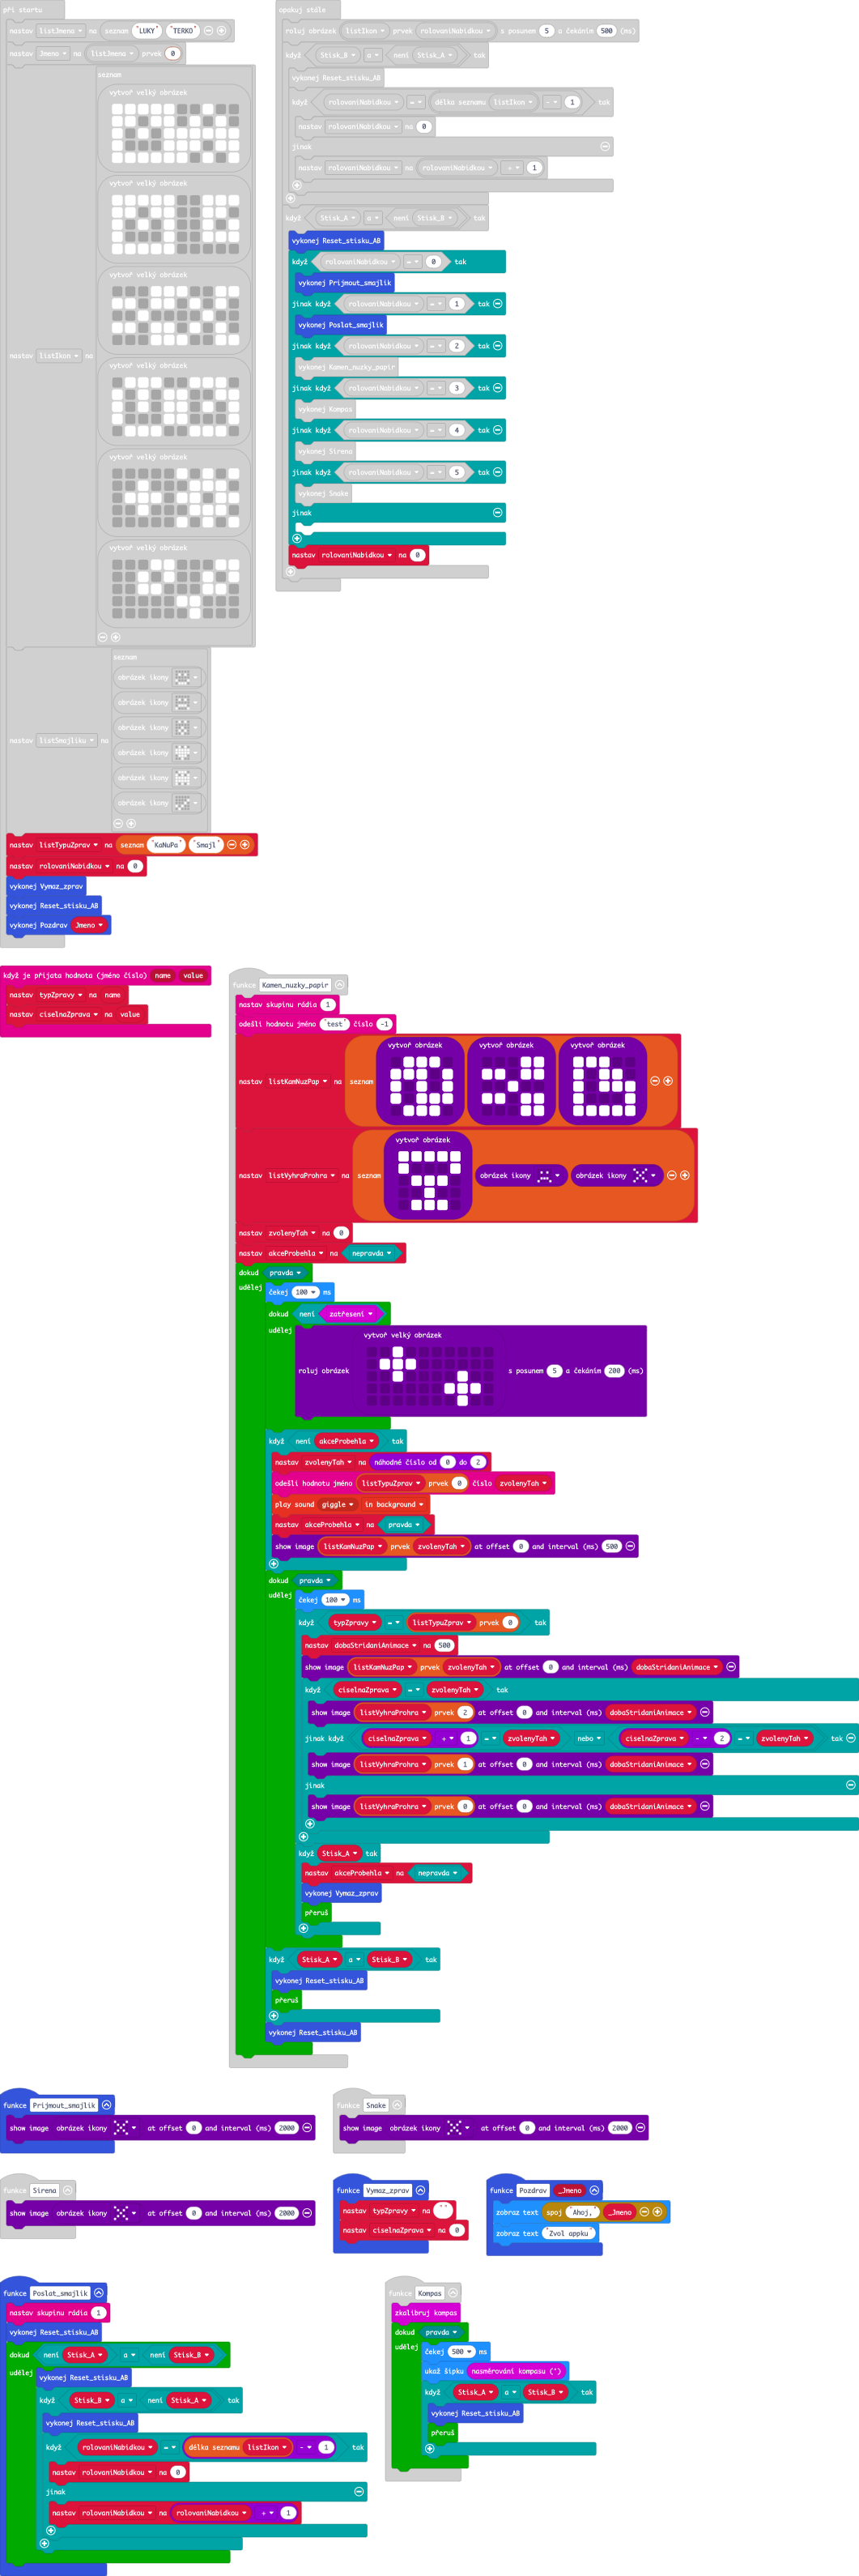 při startu
nastav listJmena na seznam "LUKY" "TERKO"
nastav Jmeno na listJmena prvek 0
seznam
vytvoř velký obrázek
vytvoř velký obrázek
vytvoř velký obrázek
nastav listIkon na
vytvoř velký obrázek
vytvoř velký obrázek
vytvoř velký obrázek
seznam
obrázek ikony
obrázek ikony
obrázek ikony
nastav listSmajliku na
obrázek ikony
obrázek ikony
obrázek ikony
nastav listTypuZprav na seznam "KaNuPa" "Smajl"
nastav rolovaniNabidkou na 0
vykonej Vymaz_zprav
vykonej Reset_stisku_AB
vykonej Pozdrav Jmeno
opakuj stále
roluj obrázek listIkon prvek rolovaniNabidkou s posunem 5 a čekáním 500 (ms)
když Stisk_B a není Stisk_A tak
vykonej Reset_stisku_AB
když rolovaniNabidkou = délka seznamu listIkon - 1 tak
nastav rolovaniNabidkou na 0
jinak
nastav rolovaniNabidkou na rolovaniNabidkou + 1
když Stisk_A a není Stisk_B tak
vykonej Reset_stisku_AB
když rolovaniNabidkou = 0 tak
vykonej Prijmout_smajlik
jinak když rolovaniNabidkou = 1 tak
vykonej Poslat_smajlik
jinak když rolovaniNabidkou = 2 tak
vykonej Kamen_nuzky_papir
jinak když rolovaniNabidkou = 3 tak
vykonej Kompas
jinak když rolovaniNabidkou = 4 tak
vykonej Sirena
jinak když rolovaniNabidkou = 5 tak
vykonej Snake
jinak
nastav rolovaniNabidkou na 0
když je přijata hodnota (jméno číslo) name value
nastav typZpravy na name
nastav ciselnaZprava na value
funkce Kamen_nuzky_papir
nastav skupinu rádia 1
odešli hodnotu jméno "test" číslo -1
vytvoř obrázek vytvoř obrázek vytvoř obrázek
nastav listKamNuzPap na seznam
vytvoř obrázek
nastav listVyhraProhra na seznam obrázek ikony obrázek ikony
nastav zvolenyTah na 0
nastav akceProbehla na nepravda
dokud pravda
udělej čekej 100 ms
dokud není zatřesení
udělej
vytvoř velký obrázek
roluj obrázek s posunem 5 a čekáním 200 (ms)
když není akceProbehla tak
nastav zvolenyTah na náhodné číslo od 0 do 2
odešli hodnotu jméno listTypuZprav prvek 0 číslo zvolenyTah
play sound giggle in background
nastav akceProbehla na pravda
show image listKamNuzPap prvek zvolenyTah at offset 0 and interval (ms) 500
dokud pravda
udělej čekej 100 ms
když typZpravy = listTypuZprav prvek 0 tak
nastav dobaStridaniAnimace na 500
show image listKamNuzPap prvek zvolenyTah at offset 0 and interval (ms) dobaStridaniAnimace
když ciselnaZprava = zvolenyTah tak
show image listVyhraProhra prvek 2 at offset 0 and interval (ms) dobaStridaniAnimace
jinak když ciselnaZprava + 1 = zvolenyTah nebo ciselnaZprava - 2 = zvolenyTah tak
show image listVyhraProhra prvek 1 at offset 0 and interval (ms) dobaStridaniAnimace
jinak
show image listVyhraProhra prvek 0 at offset 0 and interval (ms) dobaStridaniAnimace
když Stisk_A tak
nastav akceProbehla na nepravda
vykonej Vymaz_zprav
přeruš
když Stisk_A a Stisk_B tak
vykonej Reset_stisku_AB
přeruš
vykonej Reset_stisku_AB
funkce Prijmout_smajlik
show image obrázek ikony at offset 0 and interval (ms) 2000
funkce Snake
show image obrázek ikony at offset 0 and interval (ms) 2000
funkce Sirena
show image obrázek ikony at offset 0 and interval (ms) 2000
funkce Vymaz_zprav
nastav typZpravy na ""
nastav ciselnaZprava na 0
funkce Pozdrav _Jmeno
zobraz text spoj "Ahoj, " _Jmeno
zobraz text "Zvol appku"
funkce Poslat_smajlik
nastav skupinu rádia 1
vykonej Reset_stisku_AB
dokud není Stisk_A a není Stisk_B
udělej vykonej Reset_stisku_AB
když Stisk_B a není Stisk_A tak
vykonej Reset_stisku_AB
když rolovaniNabidkou = délka seznamu listIkon - 1 tak
nastav rolovaniNabidkou na 0
jinak
nastav rolovaniNabidkou na rolovaniNabidkou + 1
funkce Kompas
zkalibruj kompas
dokud pravda
udělej čekej 500 ms
ukaž šipku nasměrování kompasu (°)
když Stisk_A a Stisk_B tak
vykonej Reset_stisku_AB
přeruš